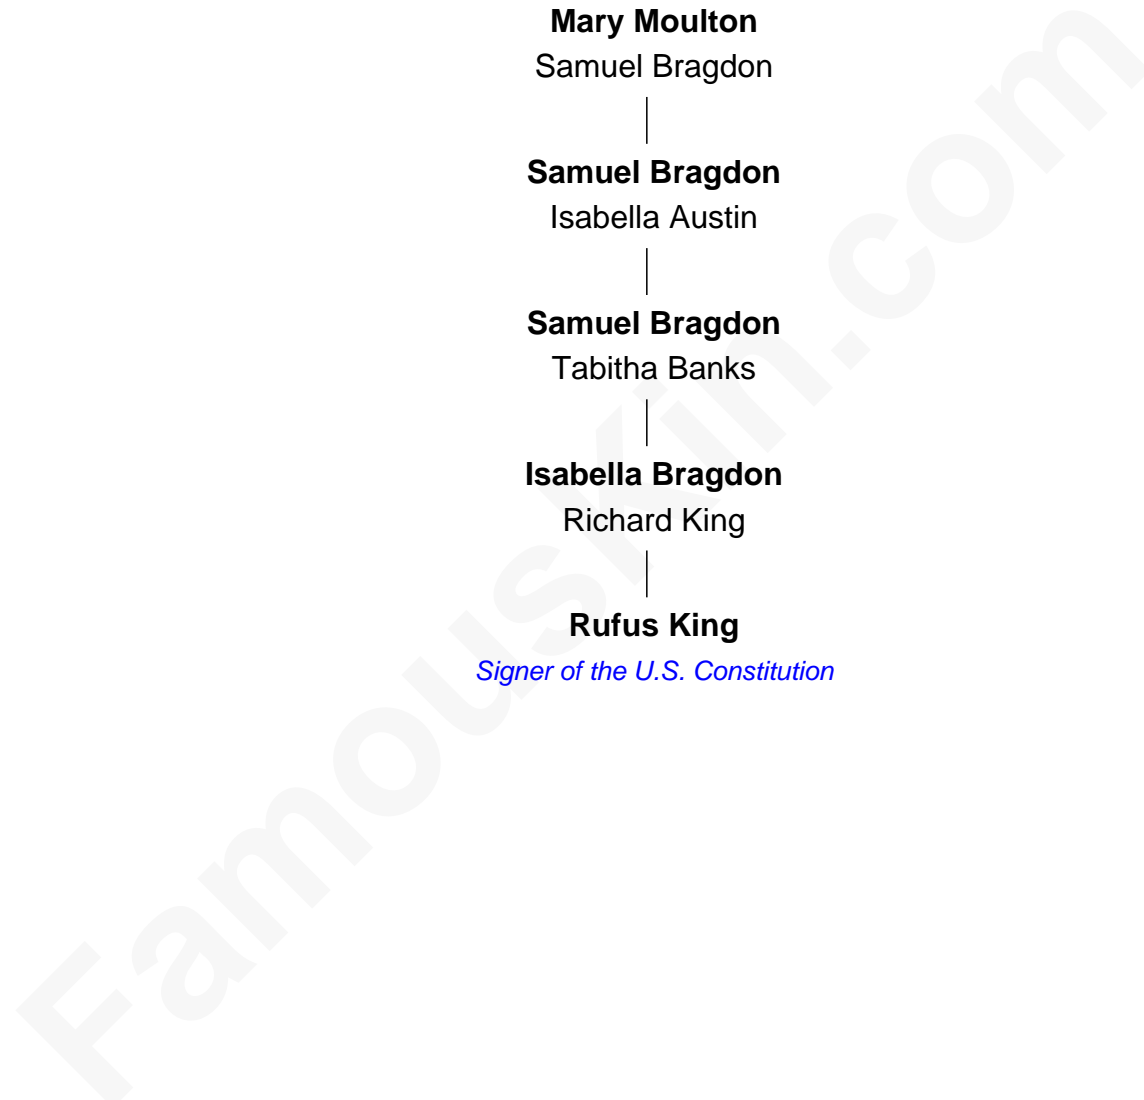 Mary Moulton
Samuel Bragdon
Samuel Bragdon
Isabella Austin
Samuel Bragdon
Tabitha Banks
Isabella Bragdon
Richard King
Rufus King
Signer of the U.S. Constitution
FamousKin.com